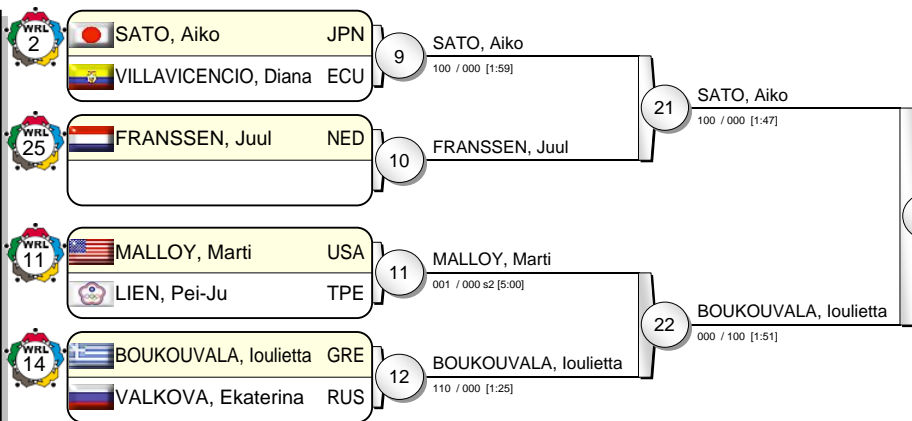 WRL 2
SATO, Aiko JPN
VILLAVICENCIO, Diana ECU
9
SATO, Aiko
100 / 000 [1:59]
WRL 25
FRANSSEN, Juul NED
10
FRANSSEN, Juul
21
SATO, Aiko
100 / 000 [1:47]
WRL 11
MALLOY, Marti USA
LIEN, Pei-Ju TPE
11
MALLOY, Marti
001 / 000 s2 [5:00]
WRL 14
BOUKOUVALA, Ioulietta GRE
VALKOVA, Ekaterina RUS
12
BOUKOUVALA, Ioulietta
110 / 000 [1:25]
22
BOUKOUVALA, Ioulietta
000 / 100 [1:51]